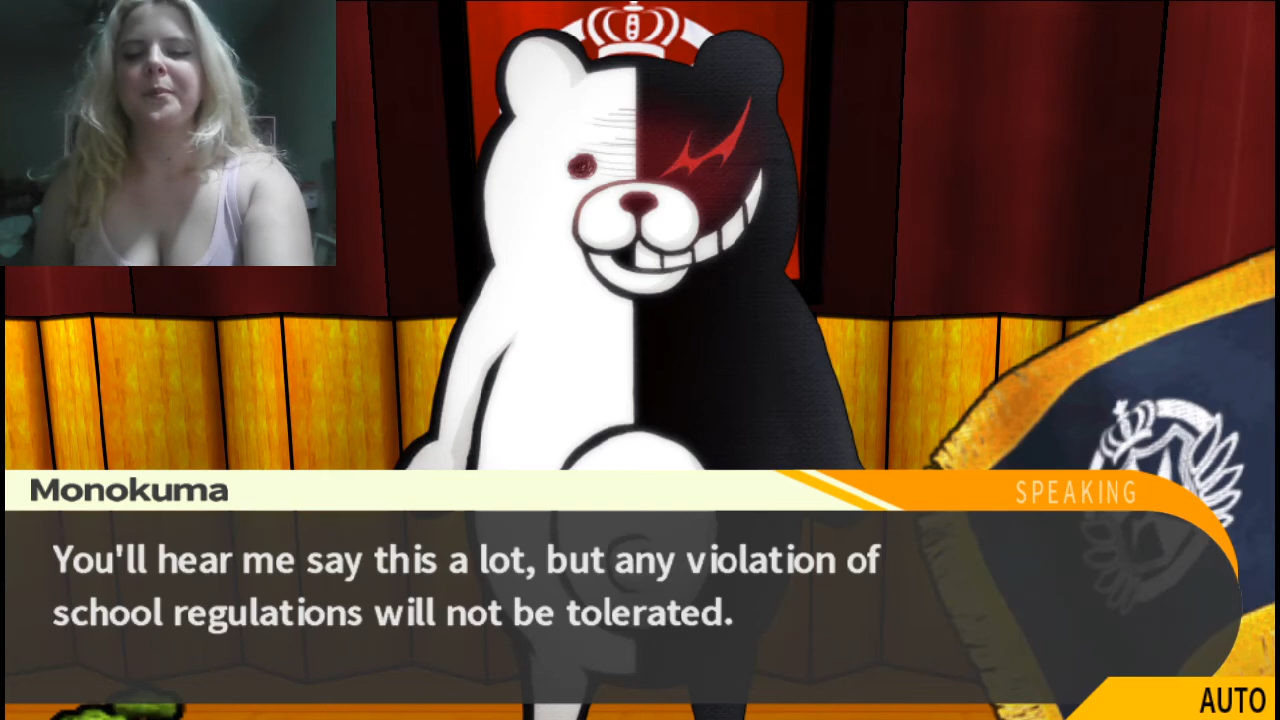 Monokuma
SPEAKING
You'll hear me say this a lot, but any violation of
school regulations will not be tolerated.
AUTO